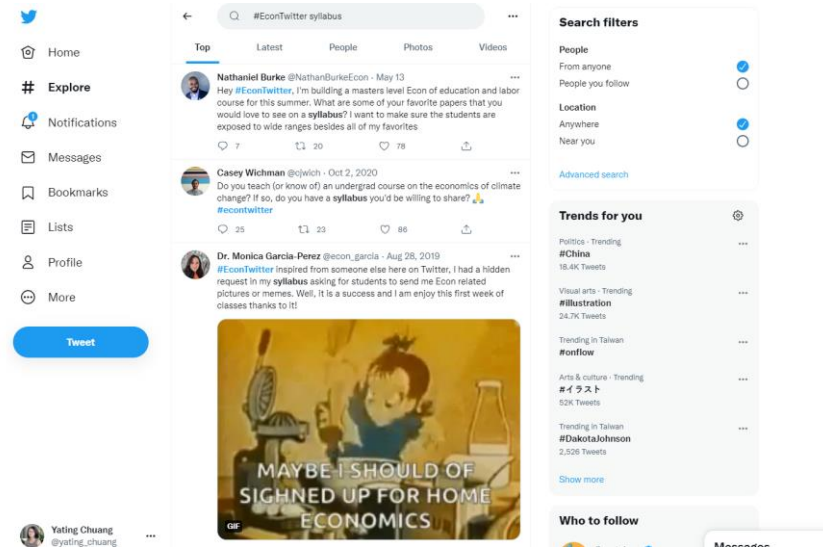 #EconTwitter syllabus
Home
Explore
Notifications
Messages
Bookmarks
Lists
Profile
More
Tweet
Yating Chuang
@yating_chuang
Top Latest People Photos Videos
Nathaniel Burke @NathanBurkeEcon · May 13
Hey #EconTwitter, I'm building a masters level Econ of education and labor
course for this summer. What are some of your favorite papers that you
would love to see on a syllabus? I want to make sure the students are
exposed to wide ranges besides all of my favorites
7 20 78
Casey Wichman @cjwich · Oct 2, 2020
Do you teach (or know of) an undergrad course on the economics of climate
change? If so, do you have a syllabus you'd be willing to share? 🙏
#econtwitter
25 23 86
Dr. Monica Garcia-Perez @econ_garcia · Aug 28, 2019
#EconTwitter inspired from someone else here on Twitter, I had a hidden
request in my syllabus asking for students to send me Econ related
pictures or memes. Well, it is a success and I am enjoy this first week of
classes thanks to it!
MAYBE I SHOULD OF
SIGHNED UP FOR HOME
ECONOMICS
GIF
Search filters
People
From anyone
People you follow
Location
Anywhere
Near you
Advanced search
Trends for you
Politics · Trending
#China
18.4K Tweets
Visual arts · Trending
#illustration
24.7K Tweets
Trending in Taiwan
#onflow
Arts & culture · Trending
#イラスト
52K Tweets
Trending in Taiwan
#DakotaJohnson
2,526 Tweets
Show more
Who to follow
Messages